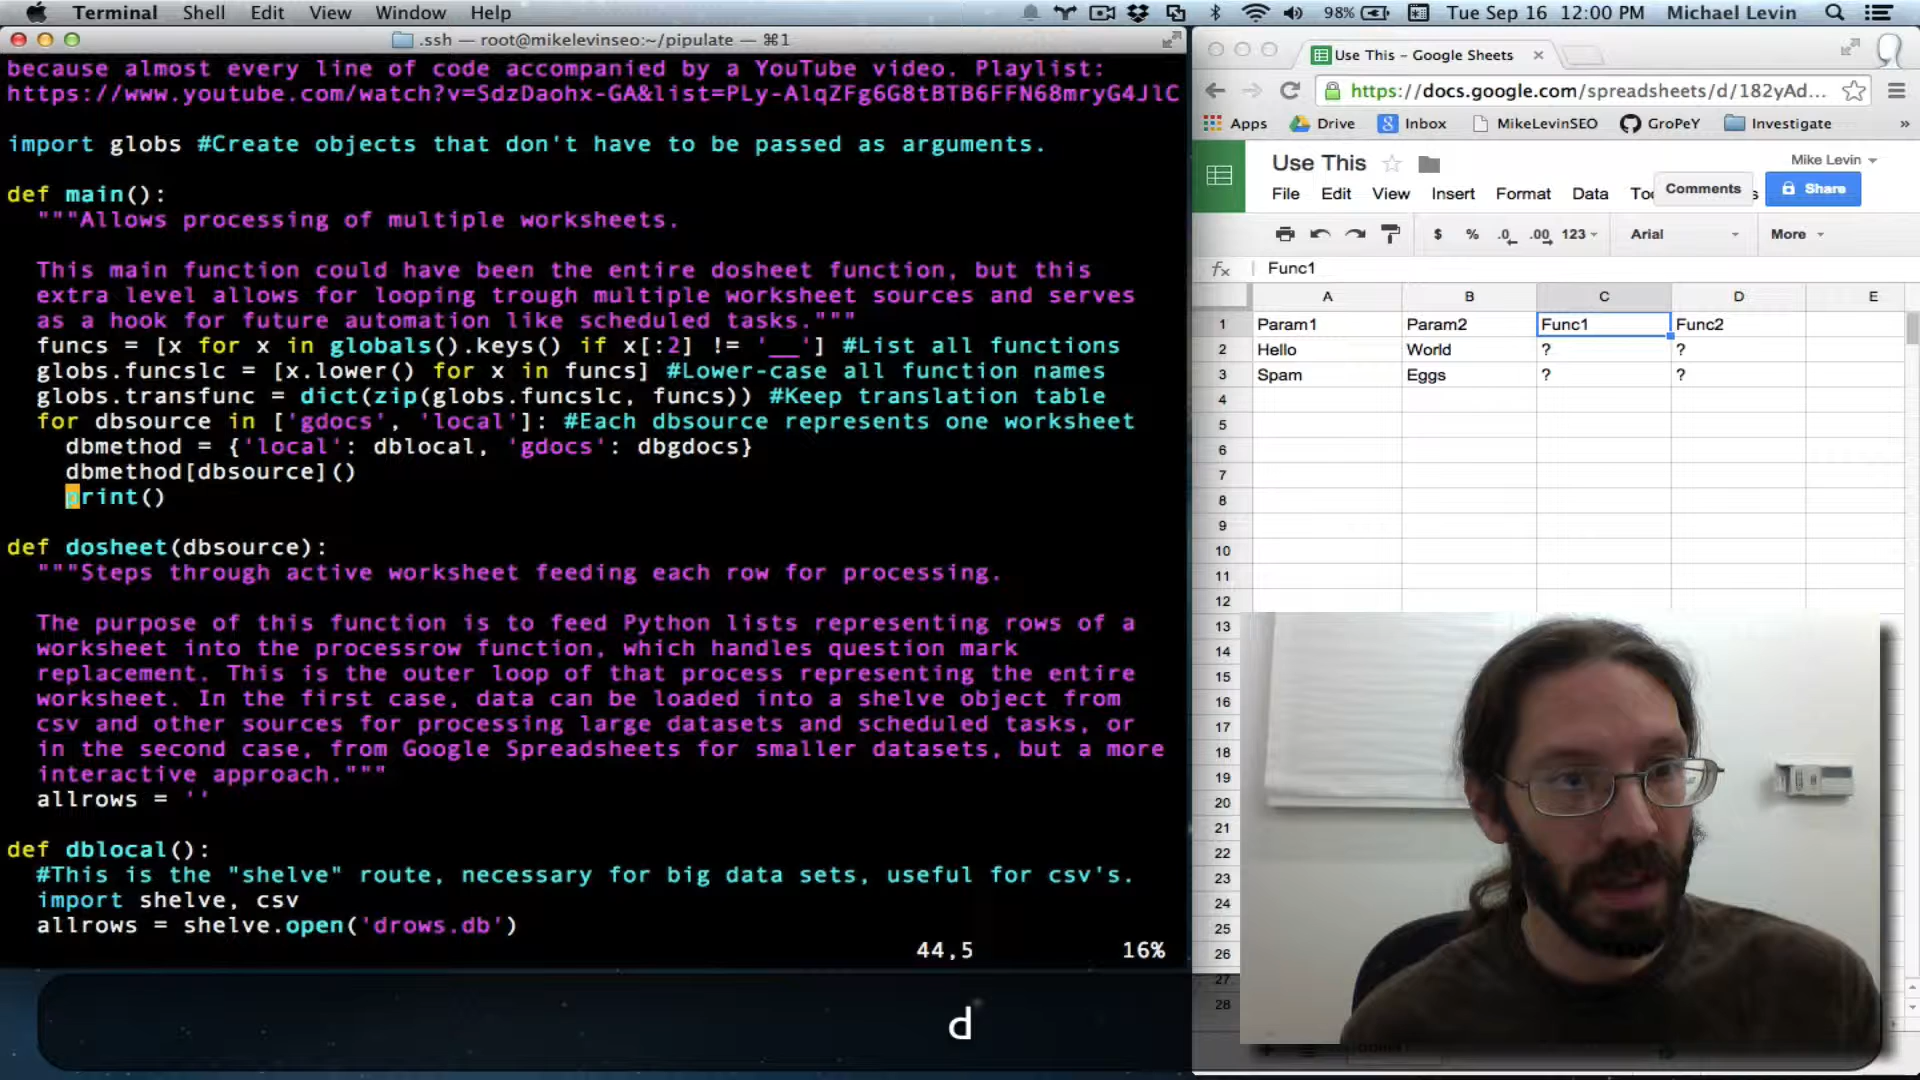 Terminal Shell Edit View Window Help 98% Tue Sep 16 12:00 PM Michael Levin
.ssh — root@mikelevinseo:~/pipulate — ⌘1
because almost every line of code accompanied by a YouTube video. Playlist:
https://www.youtube.com/watch?v=SdzDaohx-GA&list=PLy-AlqZFg6G8tBTB6FFN68mryG4JlC
import globs #Create objects that don't have to be passed as arguments.
def main():
"""Allows processing of multiple worksheets.
This main function could have been the entire dosheet function, but this
extra level allows for looping trough multiple worksheet sources and serves
as a hook for future automation like scheduled tasks."""
funcs = [x for x in globals().keys() if x[:2] != '__'] #List all functions
globs.funcslc = [x.lower() for x in funcs] #Lower-case all function names
globs.transfunc = dict(zip(globs.funcslc, funcs)) #Keep translation table
for dbsource in ['gdocs', 'local']: #Each dbsource represents one worksheet
dbmethod = {'local': dblocal, 'gdocs': dbgdocs}
dbmethod[dbsource]()
print()
def dosheet(dbsource):
"""Steps through active worksheet feeding each row for processing.
The purpose of this function is to feed Python lists representing rows of a
worksheet into the processrow function, which handles question mark
replacement. This is the outer loop of that process representing the entire
worksheet. In the first case, data can be loaded into a shelve object from
csv and other sources for processing large datasets and scheduled tasks, or
in the second case, from Google Spreadsheets for smaller datasets, but a more
interactive approach."""
allrows = ''
def dblocal():
#This is the "shelve" route, necessary for big data sets, useful for csv's.
import shelve, csv
allrows = shelve.open('drows.db')
44,5 16%
d
Use This - Google Sheets
https://docs.google.com/spreadsheets/d/182yAd...
Apps Drive Inbox MikeLevinSEO GroPeY Investigate »
Use This
Mike Levin
File Edit View Insert Format Data Too Comments s Share
$ % .0 .00 123 Arial More
fx Func1
A B C D E
1 Param1 Param2 Func1 Func2
2 Hello World ? ?
3 Spam Eggs ? ?
4
5
6
7
8
9
10
11
12
13
14
15
16
17
18
19
20
21
22
23
24
25
26
27
28